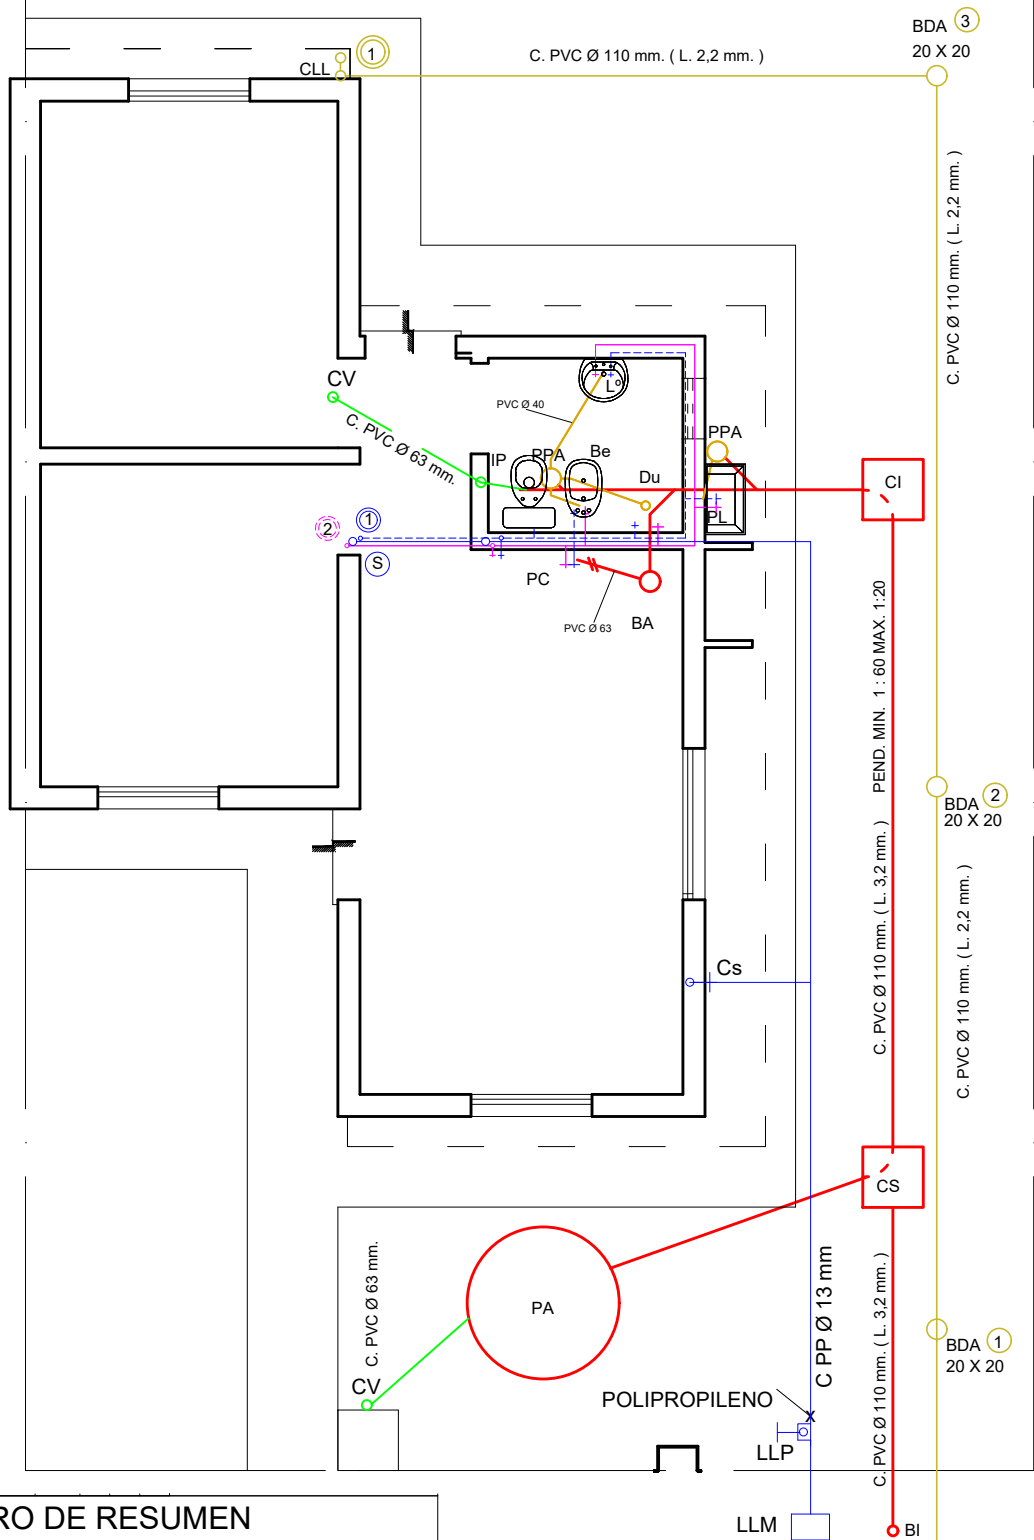 BDA 3
20 X 20
1
CLL
C. PVC Ø 110 mm. ( L. 2,2 mm. )
C. PVC Ø 110 mm. ( L. 2,2 mm. )
CV
C. PVC Ø 63 mm.
PVC Ø 40
Lº
IP
PPA
Be
Du
PPA
PL
CI
2
1
S
PC
PVC Ø 63
BA
C. PVC Ø 110 mm. ( L. 3,2 mm. ) PEND. MIN. 1 : 60 MAX. 1:20
BDA 2
20 X 20
C. PVC Ø 110 mm. ( L. 2,2 mm. )
Cs
CS
C. PVC Ø 63 mm.
PA
C PP Ø 13 mm
C. PVC Ø 110 mm. ( L. 3,2 mm. )
BDA 1
20 X 20
CV
POLIPROPILENO
X
LLP
LLM
BI
RO DE RESUMEN